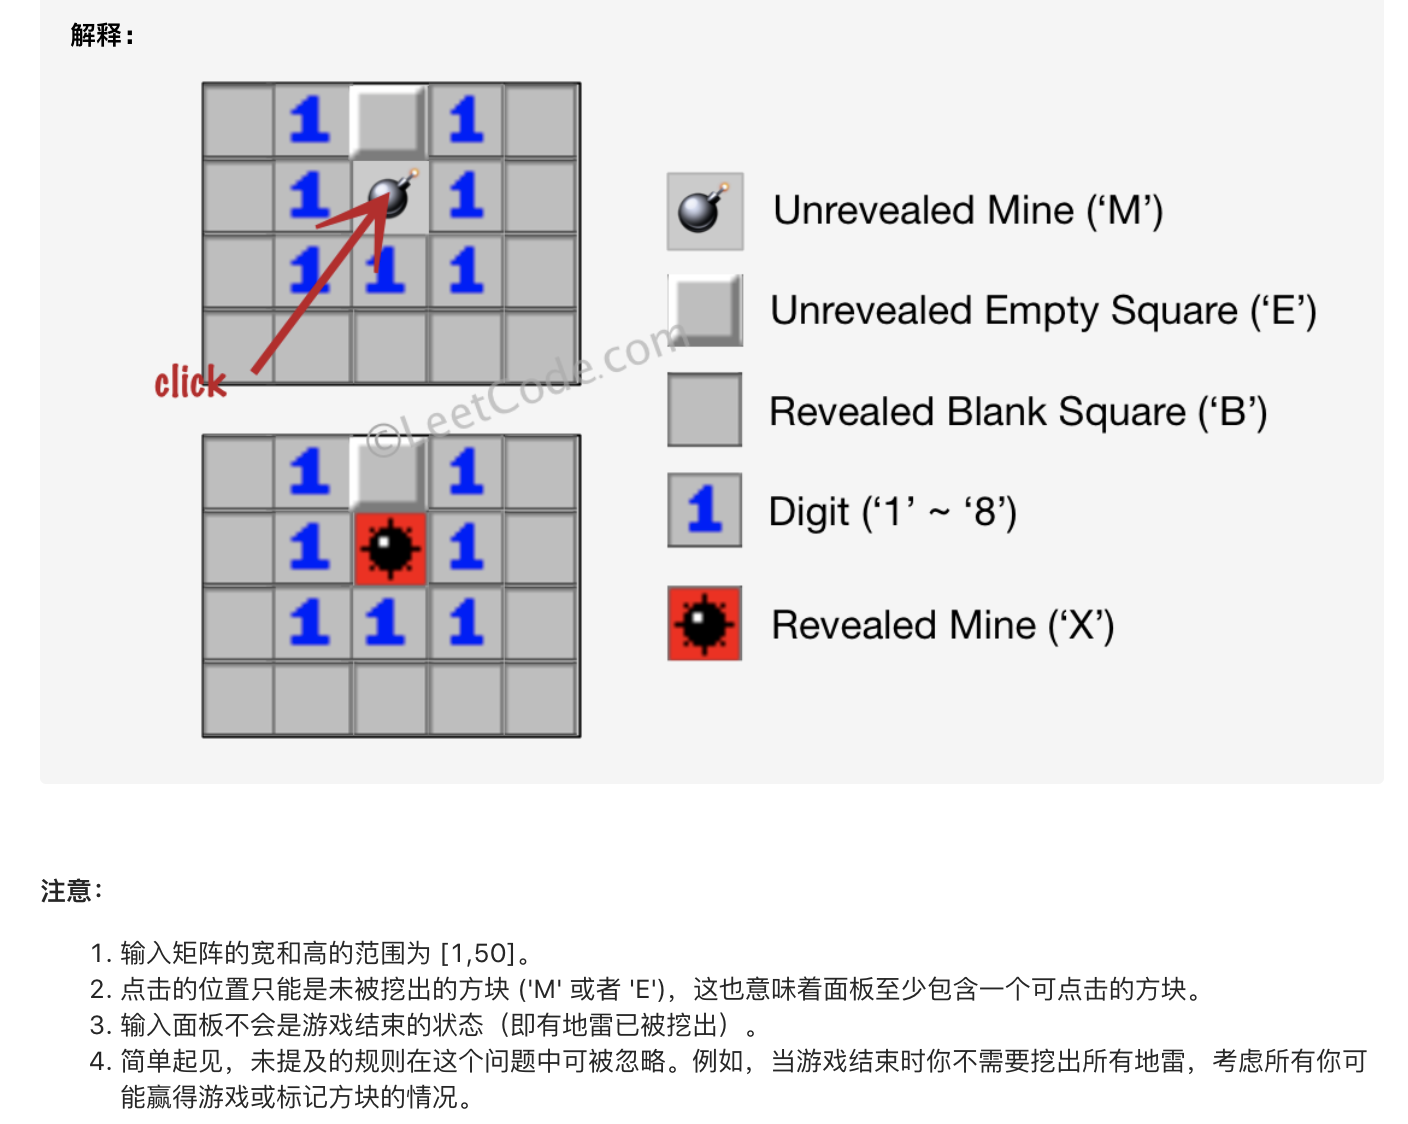 解释：
1 1
1 1
1 1 1
click
©LeetCode.com
1 1
1 1
1 1 1
Unrevealed Mine (‘M’)
Unrevealed Empty Square (‘E’)
Revealed Blank Square (‘B’)
1 Digit (‘1’ ~ ‘8’)
Revealed Mine (‘X’)
注意：
1. 输入矩阵的宽和高的范围为 [1,50]。
2. 点击的位置只能是未被挖出的方块 ('M' 或者 'E')，这也意味着面板至少包含一个可点击的方块。
3. 输入面板不会是游戏结束的状态（即有地雷已被挖出）。
4. 简单起见，未提及的规则在这个问题中可被忽略。例如，当游戏结束时你不需要挖出所有地雷，考虑所有你可
能赢得游戏或标记方块的情况。